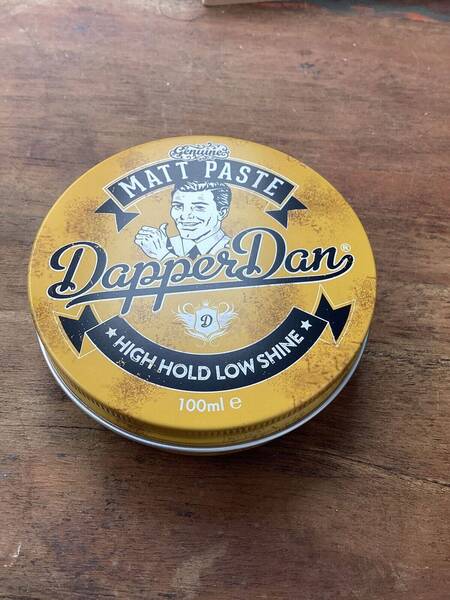 Genuine
MATT PASTE
Dapper Dan®
D
★ HIGH HOLD LOW SHINE ★
100ml ℮